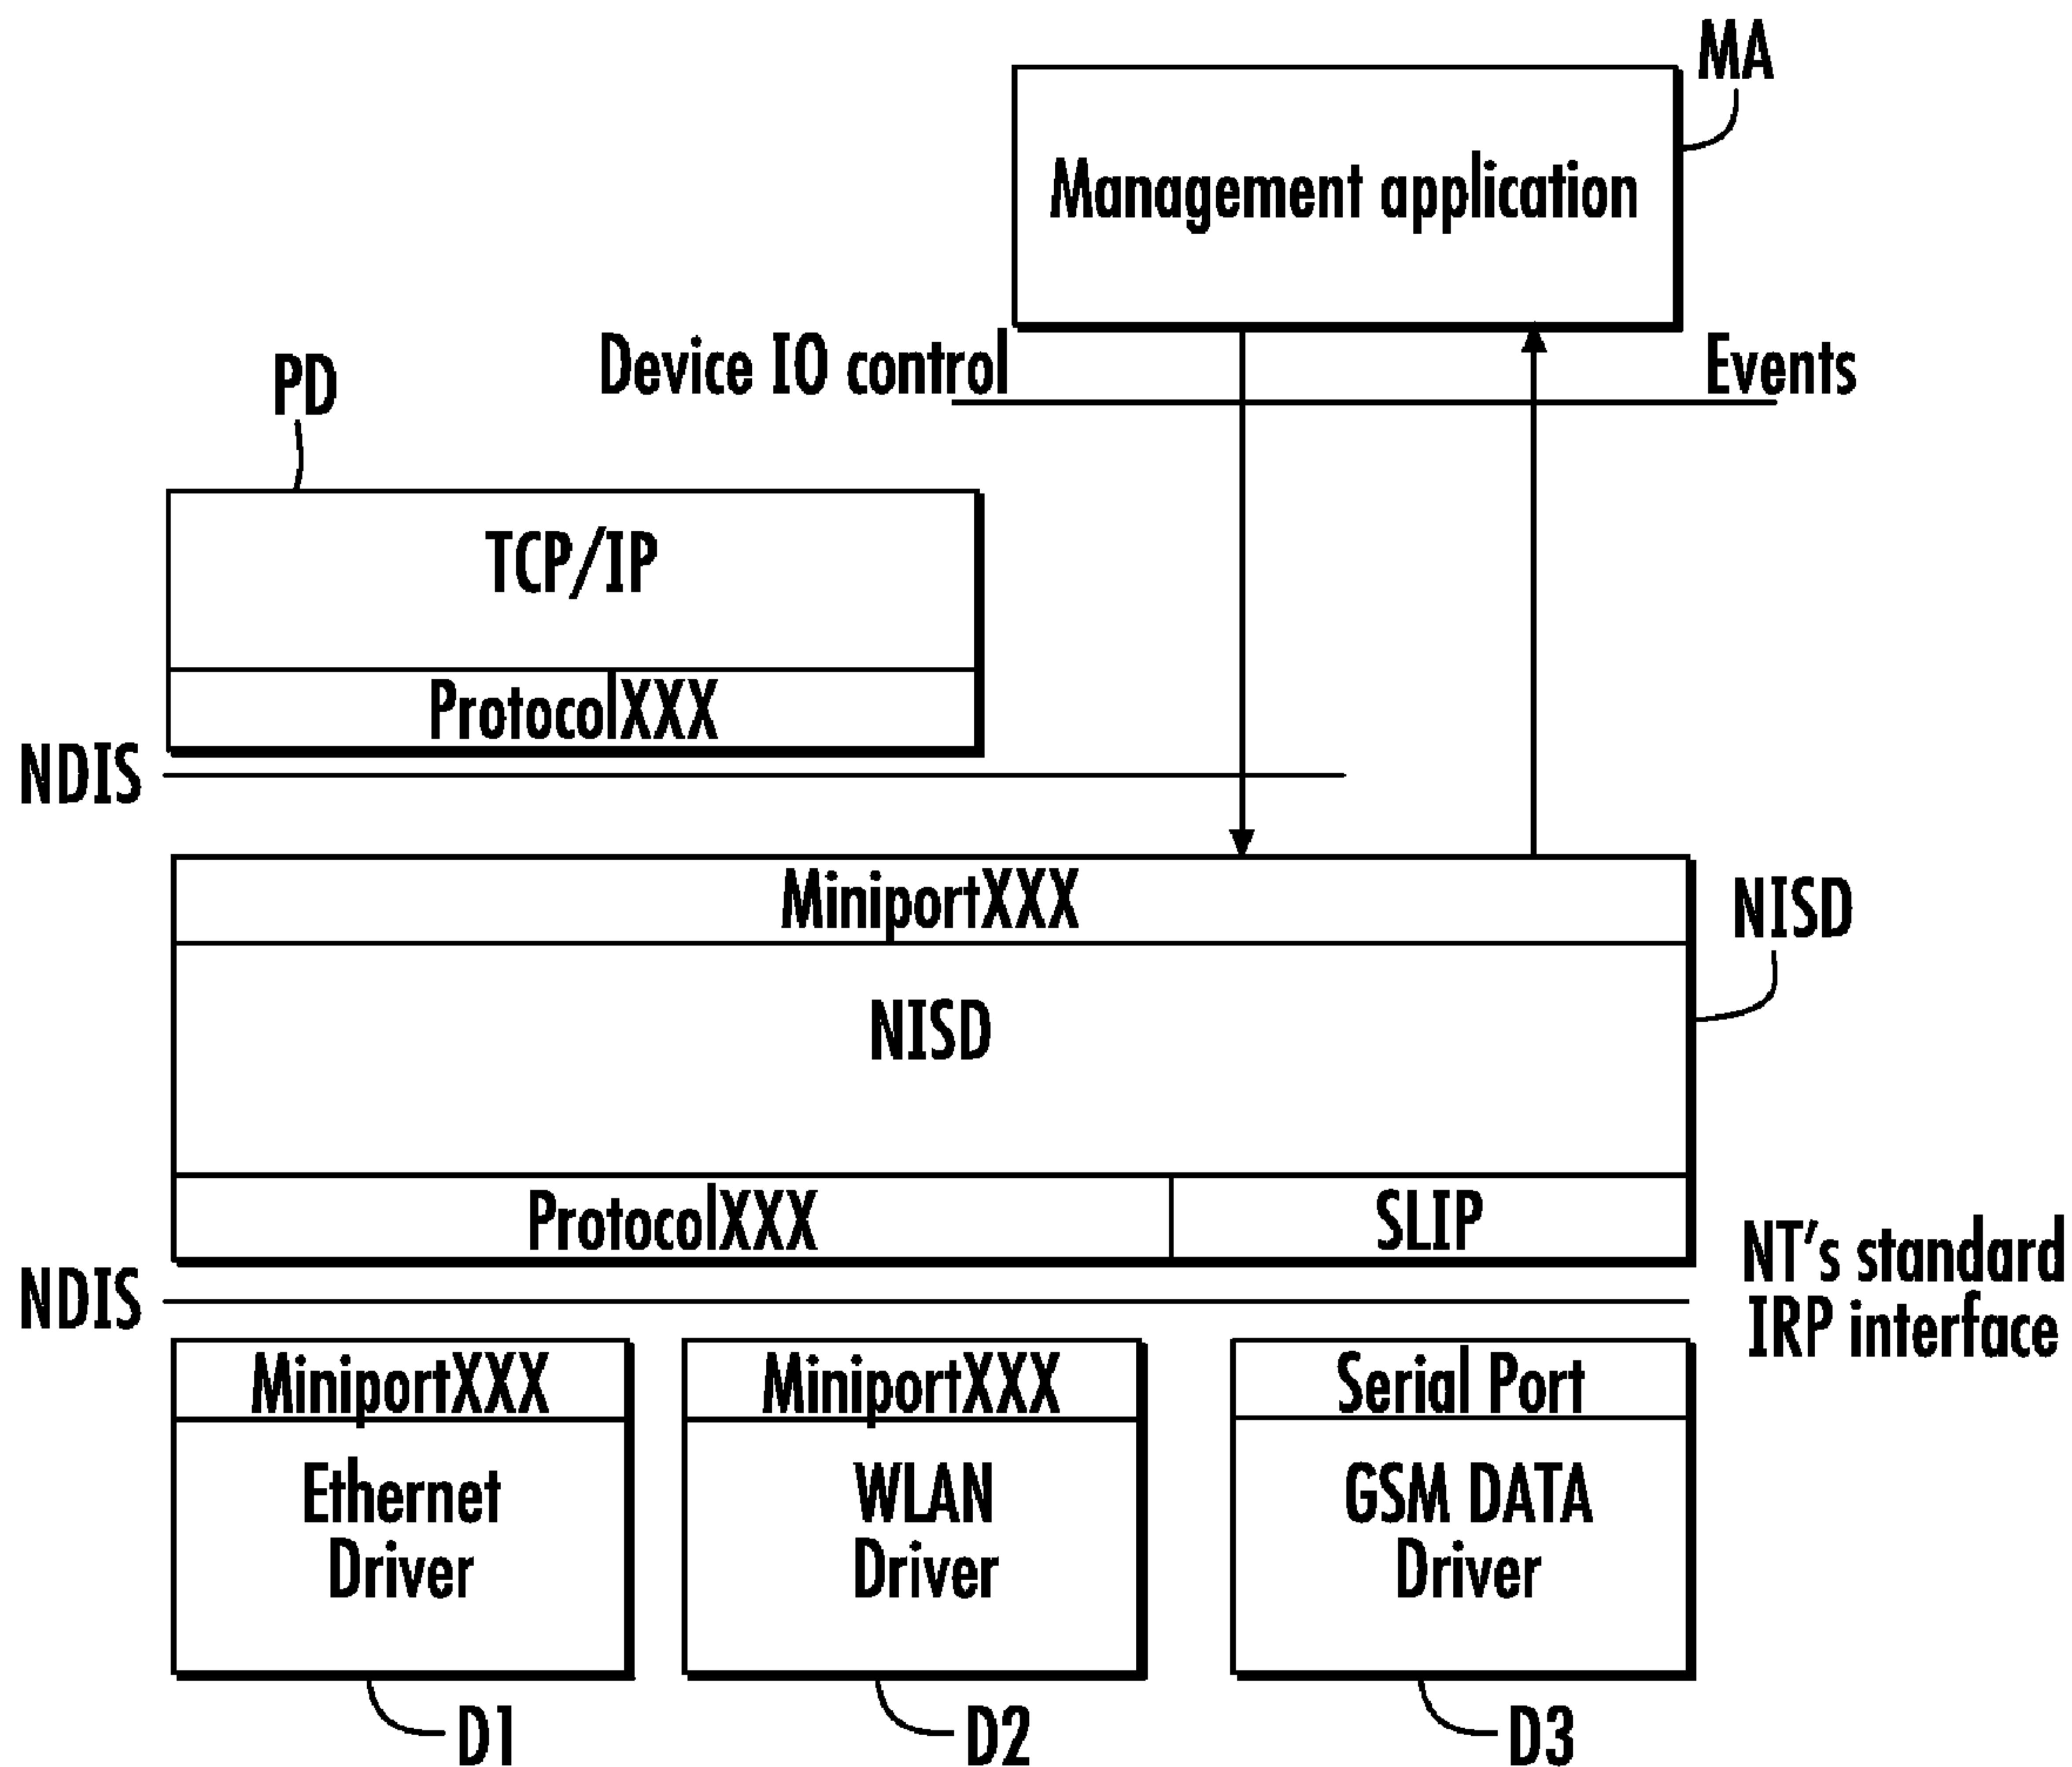 MA
Management application
Device IO control
Events
PD
TCP/IP
ProtocolXXX
NDIS
MiniportXXX
NISD
NISD
ProtocolXXX
SLIP
NDIS
NT's standard
IRP interface
MiniportXXX
MiniportXXX
Serial Port
Ethernet
Driver
WLAN
Driver
GSM DATA
Driver
D1
D2
D3